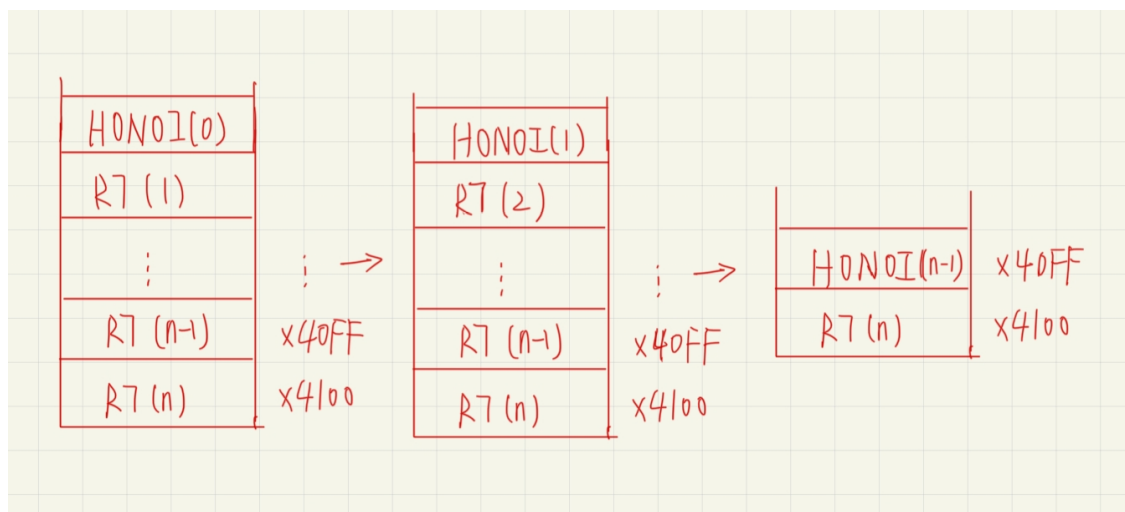 HONOI(0)
R7(1)
⋮
⋮ →
R7(n-1) x40FF
R7(n) x4100
HONOI(1)
R7(2)
⋮
⋮ →
R7(n-1) x40FF
R7(n) x4100
HONOI(n-1) x40FF
R7(n) x4100